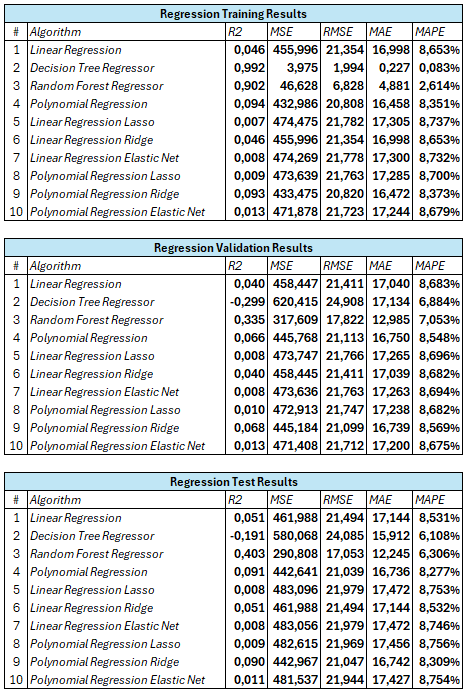 Regression Training Results
# Algorithm R2 MSE RMSE MAE MAPE
1 Linear Regression 0,046 455,996 21,354 16,998 8,653%
2 Decision Tree Regressor 0,992 3,975 1,994 0,227 0,083%
3 Random Forest Regressor 0,902 46,628 6,828 4,881 2,614%
4 Polynomial Regression 0,094 432,986 20,808 16,458 8,351%
5 Linear Regression Lasso 0,007 474,475 21,782 17,305 8,737%
6 Linear Regression Ridge 0,046 455,996 21,354 16,998 8,653%
7 Linear Regression Elastic Net 0,008 474,269 21,778 17,300 8,732%
8 Polynomial Regression Lasso 0,009 473,639 21,763 17,285 8,700%
9 Polynomial Regression Ridge 0,093 433,475 20,820 16,472 8,373%
10 Polynomial Regression Elastic Net 0,013 471,878 21,723 17,244 8,679%
Regression Validation Results
# Algorithm R2 MSE RMSE MAE MAPE
1 Linear Regression 0,040 458,447 21,411 17,040 8,683%
2 Decision Tree Regressor -0,299 620,415 24,908 17,134 6,884%
3 Random Forest Regressor 0,335 317,609 17,822 12,985 7,053%
4 Polynomial Regression 0,066 445,768 21,113 16,750 8,548%
5 Linear Regression Lasso 0,008 473,747 21,766 17,265 8,696%
6 Linear Regression Ridge 0,040 458,445 21,411 17,039 8,682%
7 Linear Regression Elastic Net 0,008 473,636 21,763 17,263 8,694%
8 Polynomial Regression Lasso 0,010 472,913 21,747 17,238 8,682%
9 Polynomial Regression Ridge 0,068 445,184 21,099 16,739 8,569%
10 Polynomial Regression Elastic Net 0,013 471,408 21,712 17,200 8,675%
Regression Test Results
# Algorithm R2 MSE RMSE MAE MAPE
1 Linear Regression 0,051 461,988 21,494 17,144 8,531%
2 Decision Tree Regressor -0,191 580,068 24,085 15,912 6,108%
3 Random Forest Regressor 0,403 290,808 17,053 12,245 6,306%
4 Polynomial Regression 0,091 442,641 21,039 16,736 8,277%
5 Linear Regression Lasso 0,008 483,096 21,979 17,472 8,753%
6 Linear Regression Ridge 0,051 461,988 21,494 17,144 8,532%
7 Linear Regression Elastic Net 0,008 483,056 21,979 17,472 8,746%
8 Polynomial Regression Lasso 0,009 482,615 21,969 17,456 8,756%
9 Polynomial Regression Ridge 0,090 442,967 21,047 16,742 8,309%
10 Polynomial Regression Elastic Net 0,011 481,537 21,944 17,427 8,754%